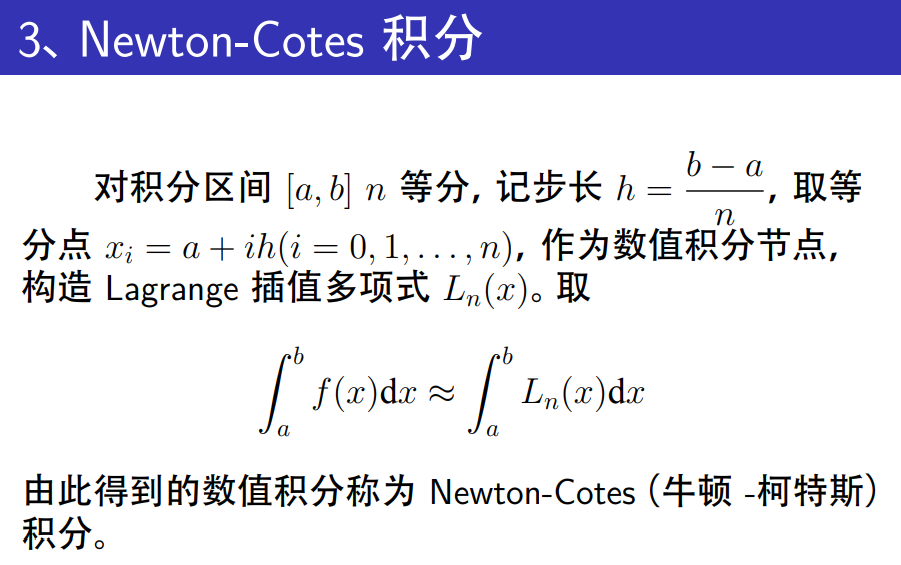 3、Newton-Cotes 积分
对积分区间 $[a, b]$ $n$ 等分，记步长 $h = \frac{b-a}{n}$，取等
分点 $x_i = a + ih(i = 0, 1, \ldots, n)$，作为数值积分节点，
构造 Lagrange 插值多项式 $L_n(x)$。取
$\int_a^b f(x)\mathrm{d}x \approx \int_a^b L_n(x)\mathrm{d}x$
由此得到的数值积分称为 Newton-Cotes（牛顿 -柯特斯）
积分。